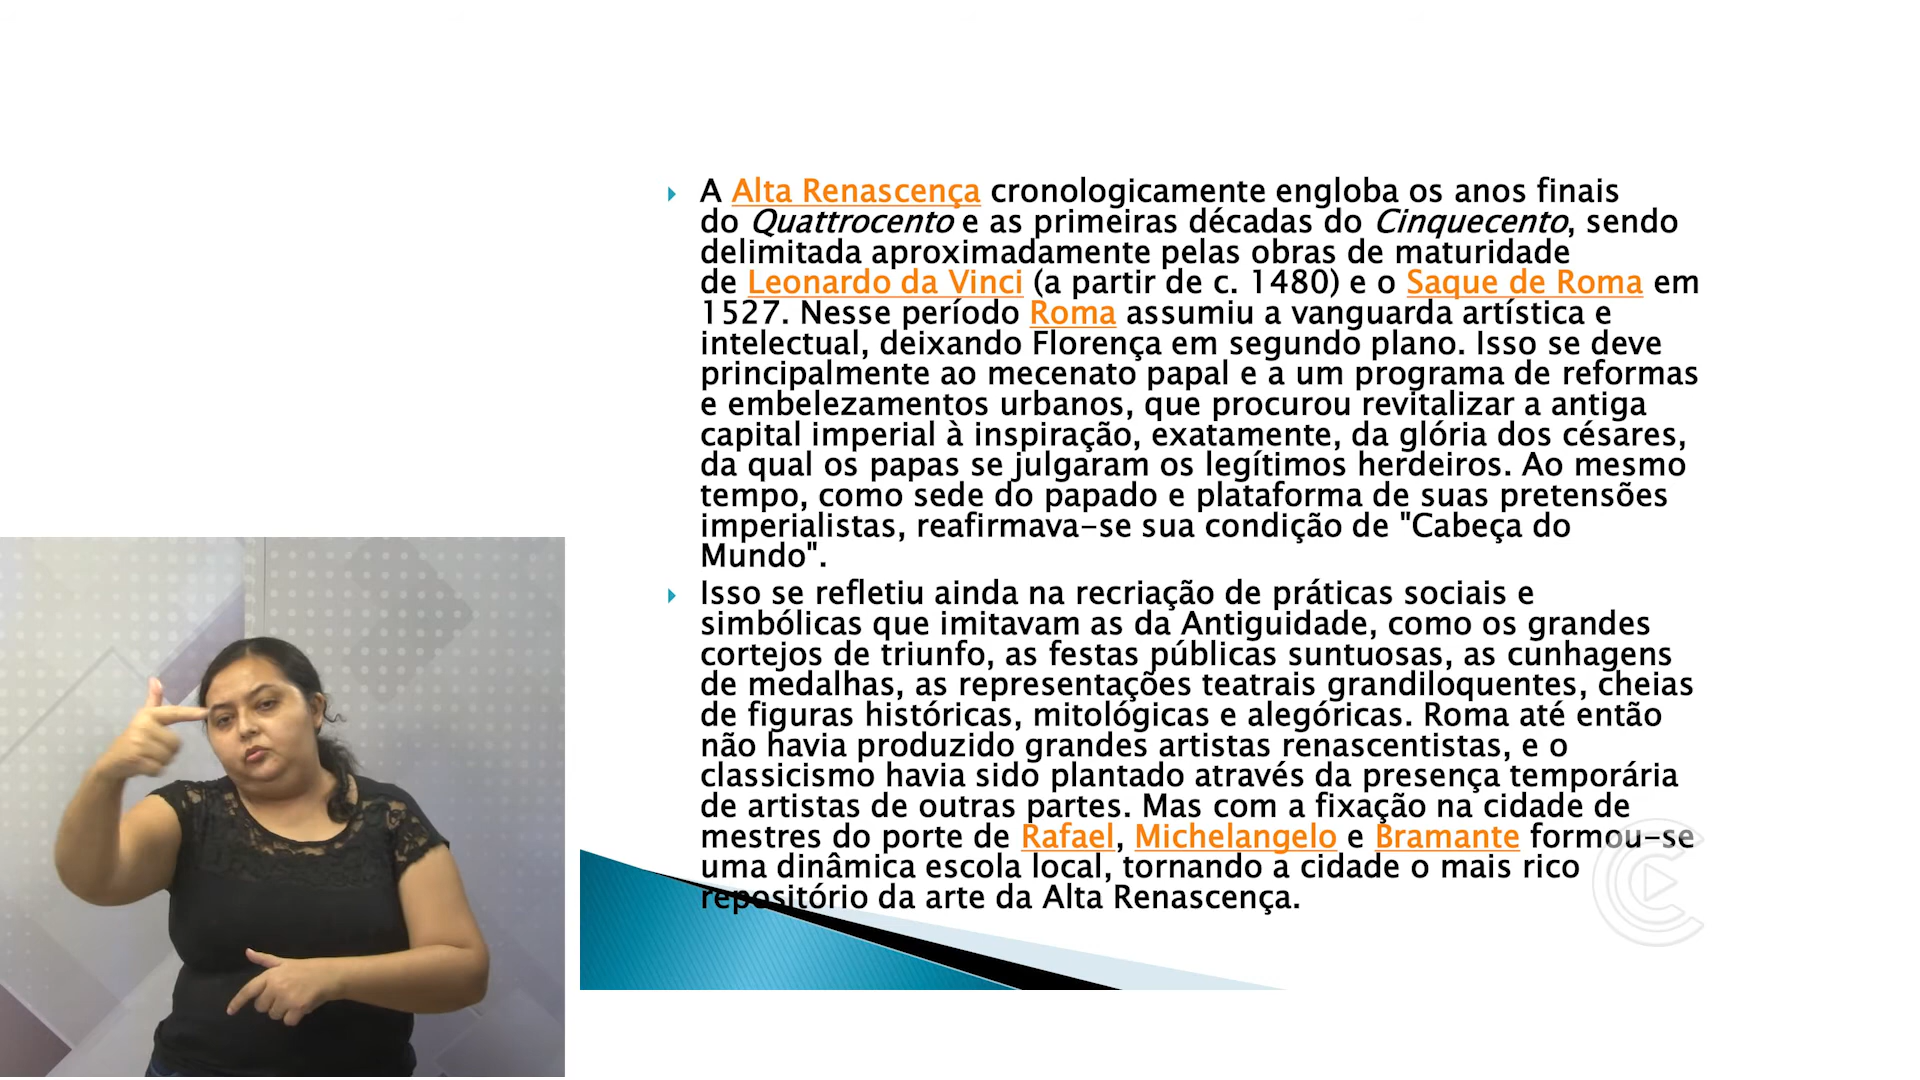 A Alta Renascença cronologicamente engloba os anos finais
do Quattrocento e as primeiras décadas do Cinquecento, sendo
delimitada aproximadamente pelas obras de maturidade
de Leonardo da Vinci (a partir de c. 1480) e o Saque de Roma em
1527. Nesse período Roma assumiu a vanguarda artística e
intelectual, deixando Florença em segundo plano. Isso se deve
principalmente ao mecenato papal e a um programa de reformas
e embelezamentos urbanos, que procurou revitalizar a antiga
capital imperial à inspiração, exatamente, da glória dos césares,
da qual os papas se julgaram os legítimos herdeiros. Ao mesmo
tempo, como sede do papado e plataforma de suas pretensões
imperialistas, reafirmava-se sua condição de "Cabeça do
Mundo".
Isso se refletiu ainda na recriação de práticas sociais e
simbólicas que imitavam as da Antiguidade, como os grandes
cortejos de triunfo, as festas públicas suntuosas, as cunhagens
de medalhas, as representações teatrais grandiloquentes, cheias
de figuras históricas, mitológicas e alegóricas. Roma até então
não havia produzido grandes artistas renascentistas, e o
classicismo havia sido plantado através da presença temporária
de artistas de outras partes. Mas com a fixação na cidade de
mestres do porte de Rafael, Michelangelo e Bramante formou-se
uma dinâmica escola local, tornando a cidade o mais rico
repositório da arte da Alta Renascença.